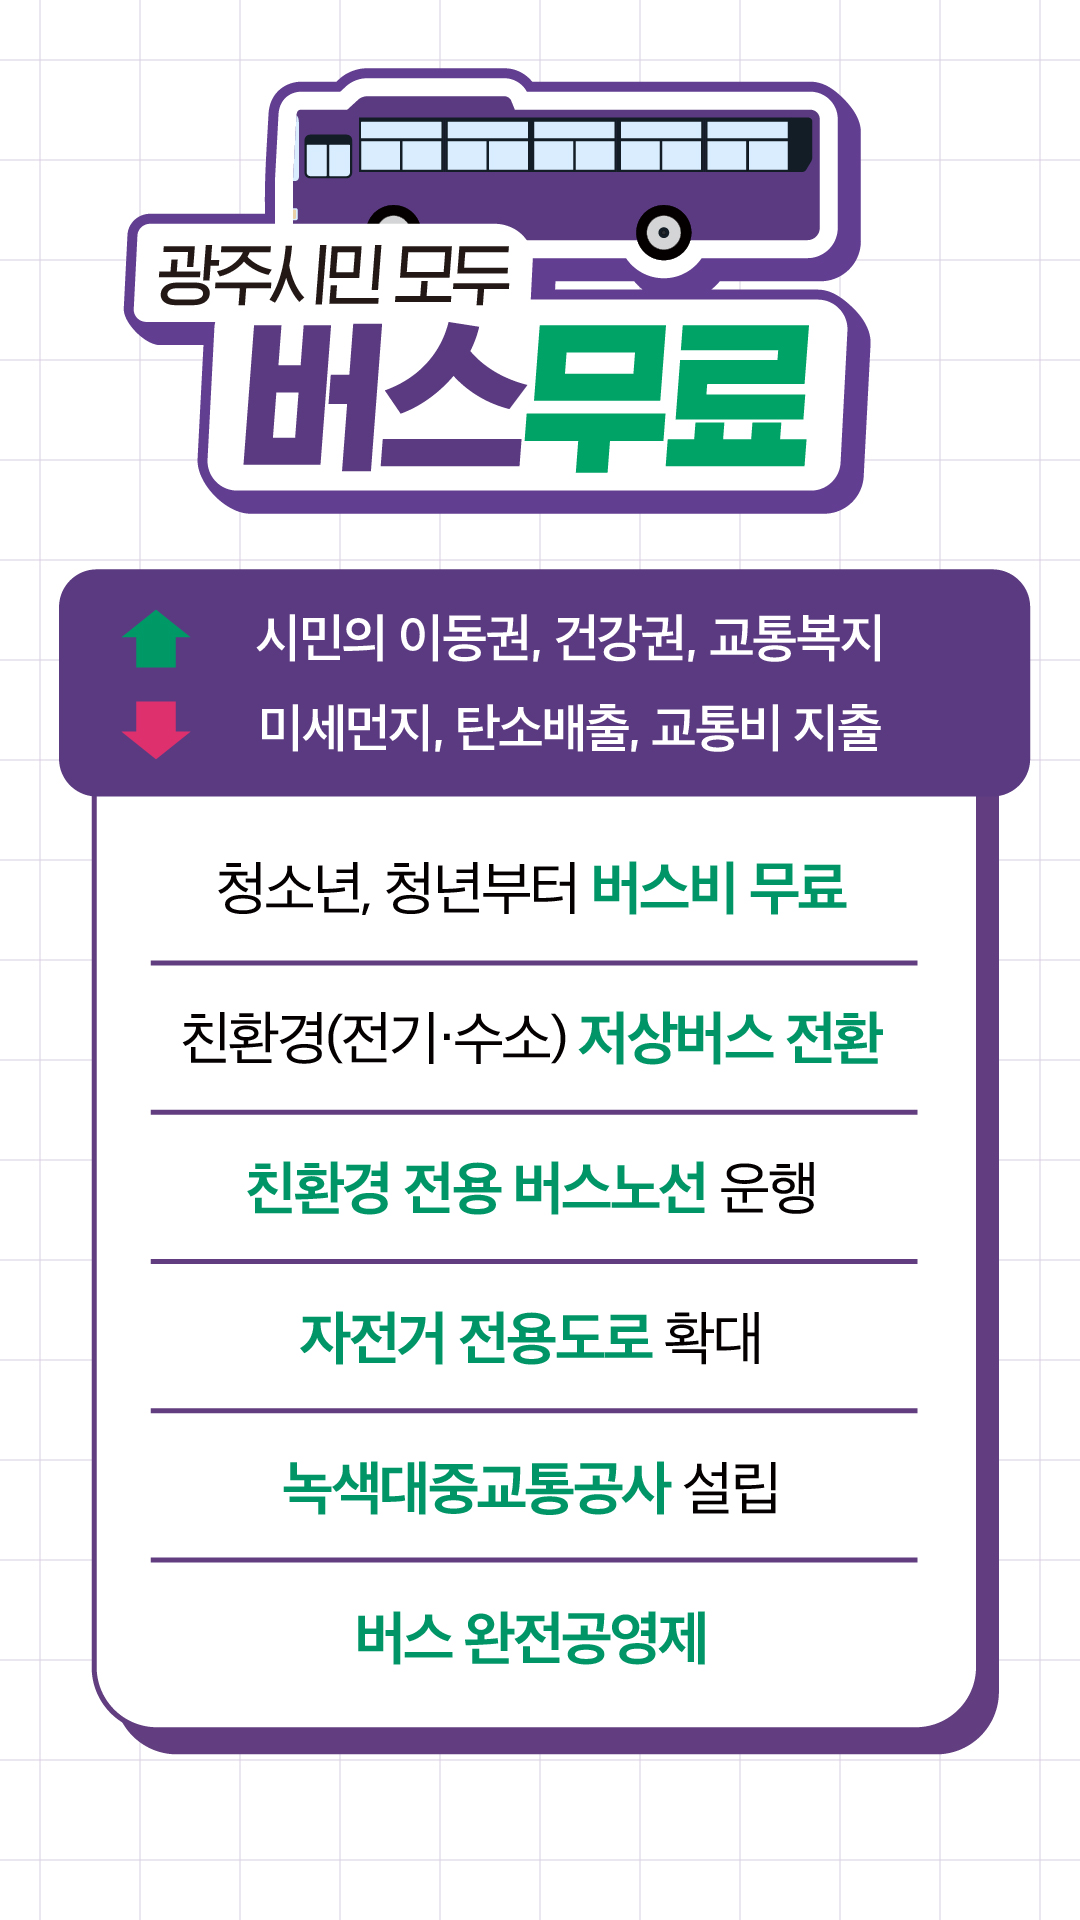 광주시민 모두
버스무료
시민의 이동권, 건강권, 교통복지
미세먼지, 탄소배출, 교통비 지출
청소년, 청년부터 버스비 무료
친환경(전기·수소) 저상버스 전환
친환경 전용 버스노선 운행
자전거 전용도로 확대
녹색대중교통공사 설립
버스 완전공영제